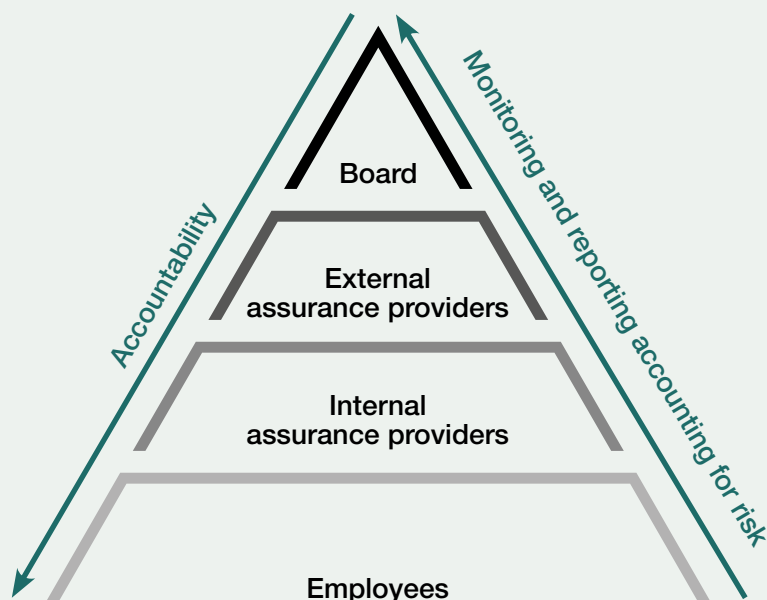 Board
External
assurance providers
Internal
assurance providers
Employees
Accountability
Monitoring and reporting accounting for risk